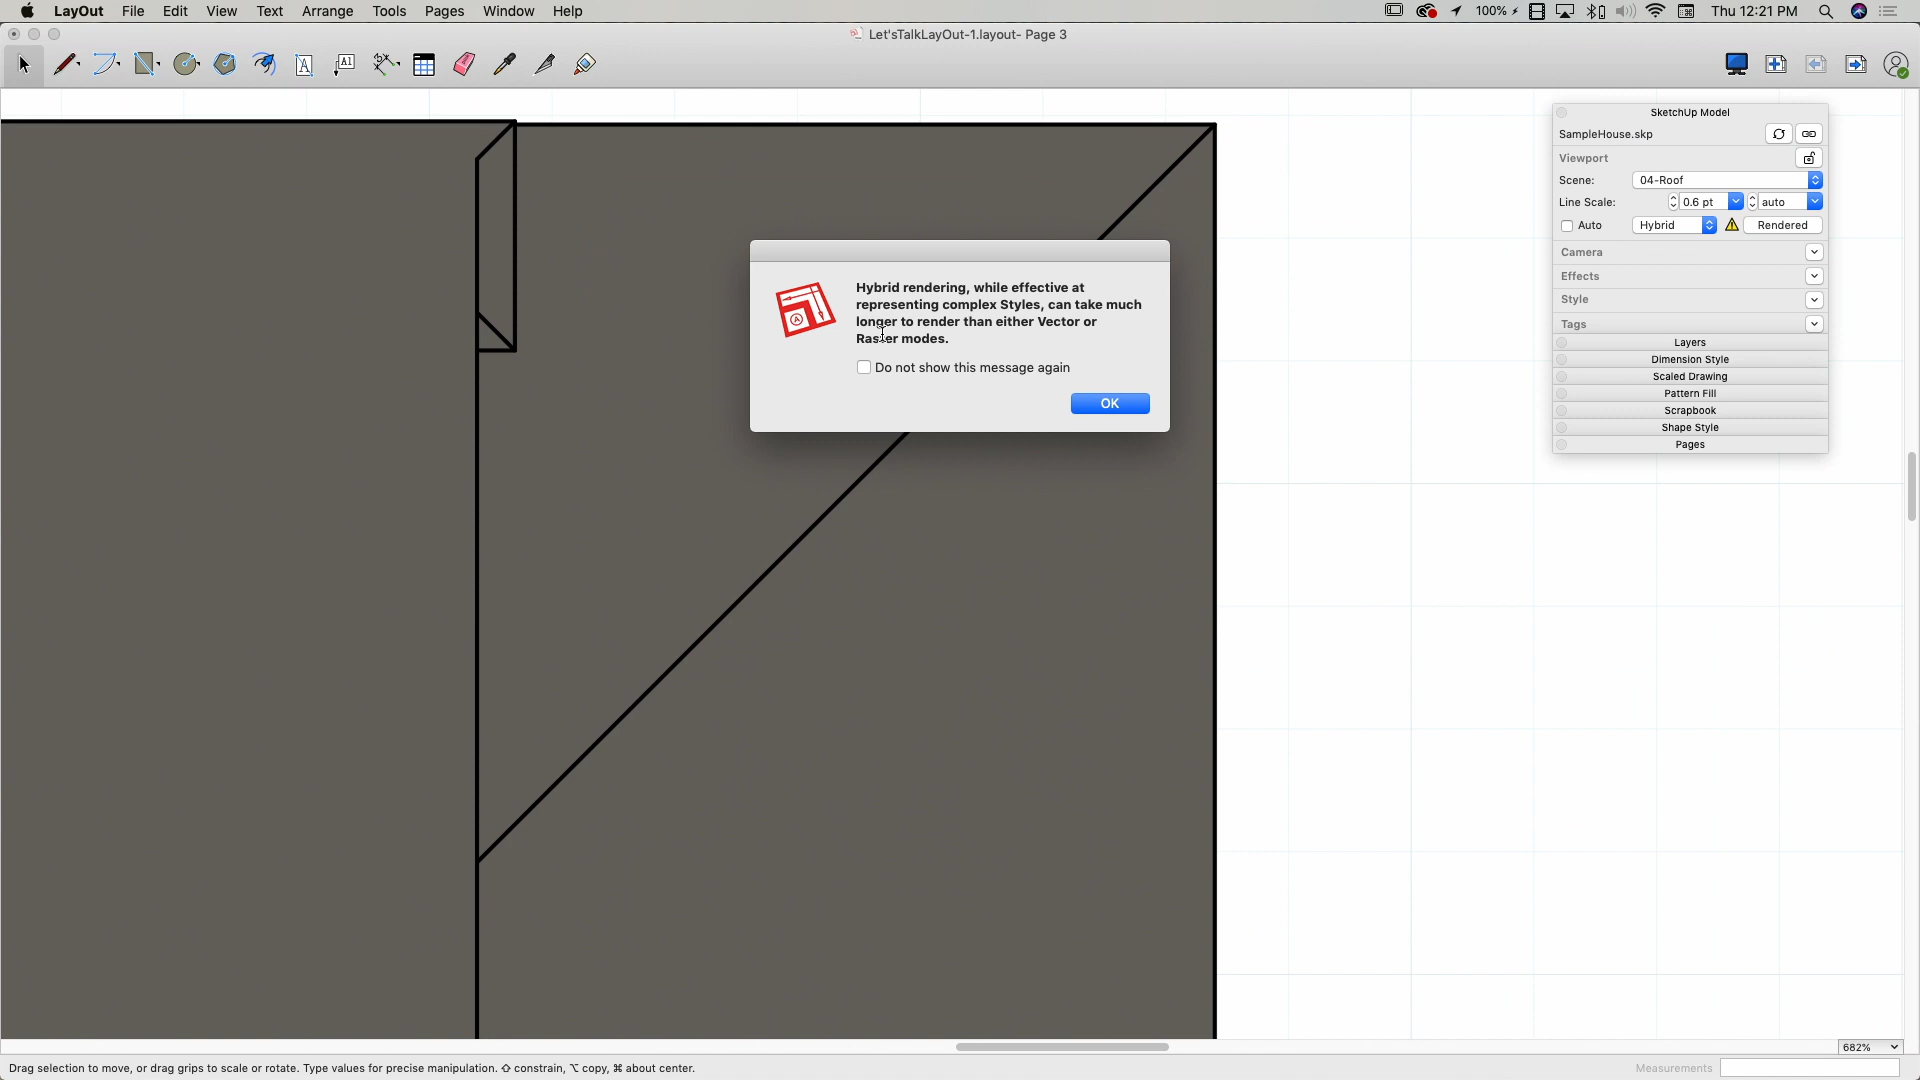 LayOut File Edit View Text Arrange Tools Pages Window Help 100% Thu 12:21 PM
Let'sTalkLayOut-1.layout- Page 3
A A1
SketchUp Model
SampleHouse.skp
Viewport
Scene: 04-Roof
Line Scale: 0.6 pt auto
Auto Hybrid Rendered
Camera
Effects
Style
Tags
Layers
Dimension Style
Scaled Drawing
Pattern Fill
Scrapbook
Shape Style
Pages
A
Hybrid rendering, while effective at
representing complex Styles, can take much
longer to render than either Vector or
Raster modes.
Do not show this message again
OK
682%
Drag selection to move, or drag grips to scale or rotate. Type values for precise manipulation. ⇧ constrain, ⌥ copy, ⌘ about center. Measurements